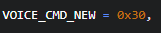 VOICE_CMD_NEW = 0x30,